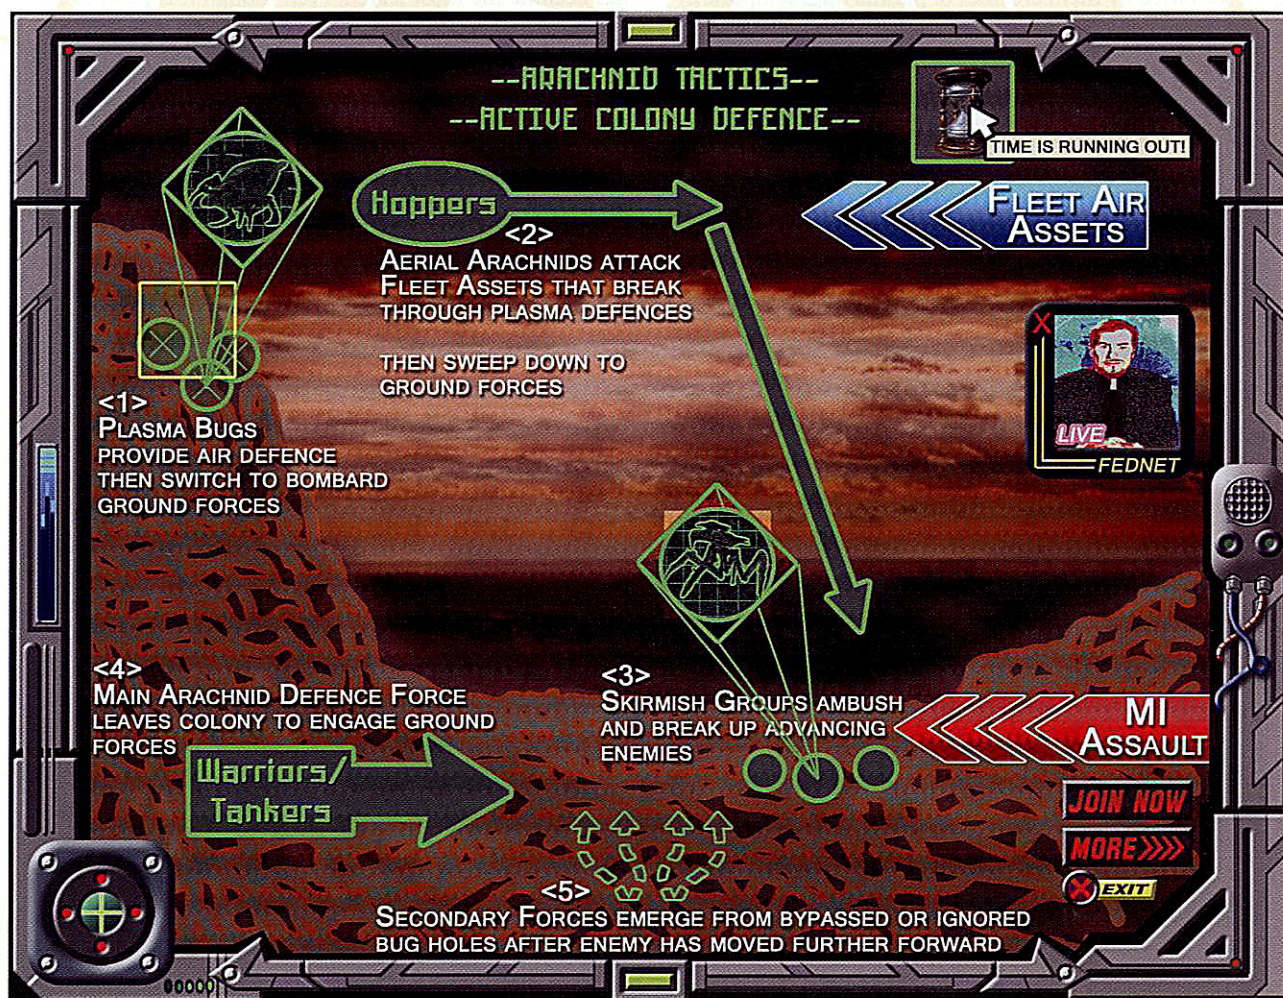 --ARACHNID TACTICS--
--ACTIVE COLONY DEFENCE--
TIME IS RUNNING OUT!
Hoppers
FLEET AIR
ASSETS
<2>
AERIAL ARACHNIDS ATTACK
FLEET ASSETS THAT BREAK
THROUGH PLASMA DEFENCES
THEN SWEEP DOWN TO
GROUND FORCES
X
LIVE
FEDNET
<1>
PLASMA BUGS
PROVIDE AIR DEFENCE
THEN SWITCH TO BOMBARD
GROUND FORCES
<4>
MAIN ARACHNID DEFENCE FORCE
LEAVES COLONY TO ENGAGE GROUND
FORCES
Warriors/
Tankers
<3>
SKIRMISH GROUPS AMBUSH
AND BREAK UP ADVANCING
ENEMIES
MI
ASSAULT
JOIN NOW
MORE>>>>
X EXIT
<5>
SECONDARY FORCES EMERGE FROM BYPASSED OR IGNORED
BUG HOLES AFTER ENEMY HAS MOVED FURTHER FORWARD